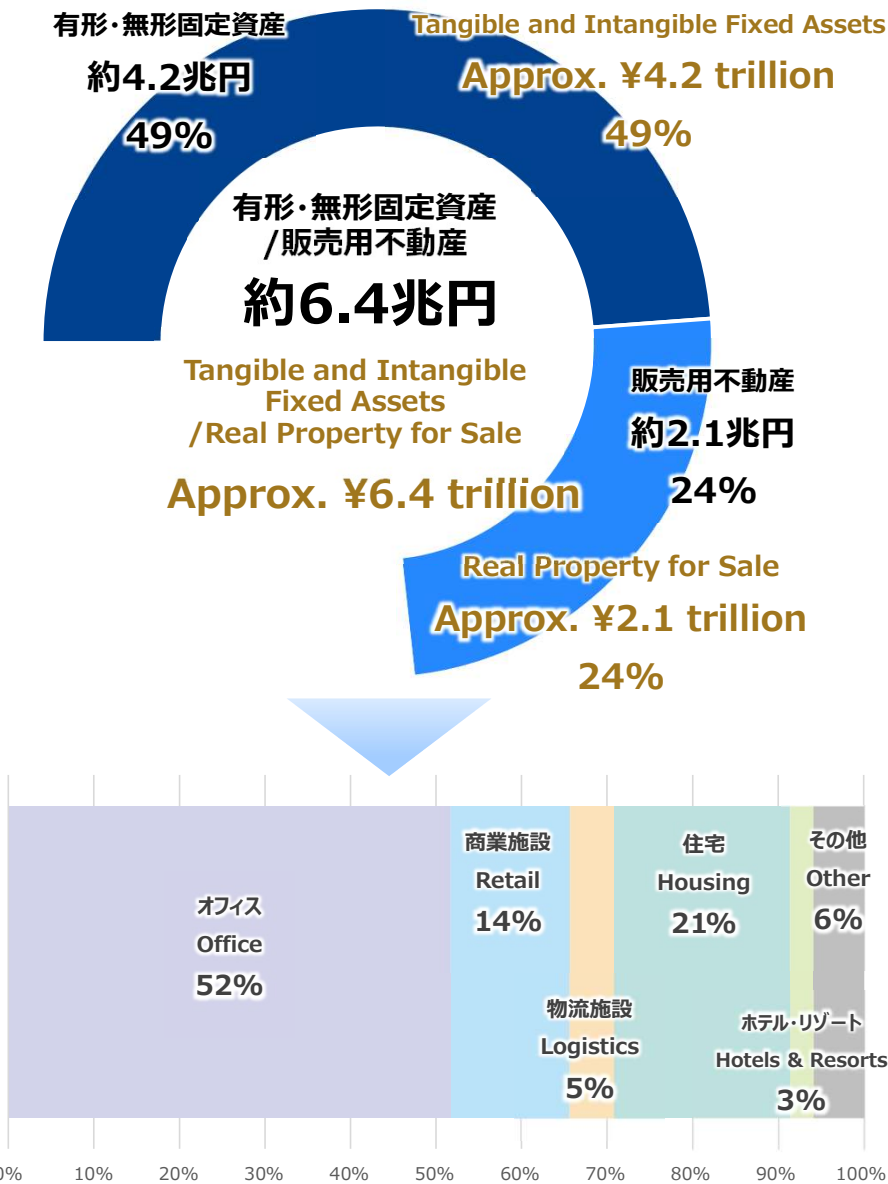 有形・無形固定資産
約4.2兆円
49%
Tangible and Intangible Fixed Assets
Approx. ¥4.2 trillion
49%
有形・無形固定資産
/販売用不動産
約6.4兆円
Tangible and Intangible
Fixed Assets
/Real Property for Sale
Approx. ¥6.4 trillion
販売用不動産
約2.1兆円
24%
Real Property for Sale
Approx. ¥2.1 trillion
24%
オフィス
Office
52%
商業施設
Retail
14%
物流施設
Logistics
5%
住宅
Housing
21%
ホテル・リゾート
Hotels & Resorts
3%
その他
Other
6%
0% 10% 20% 30% 40% 50% 60% 70% 80% 90% 100%